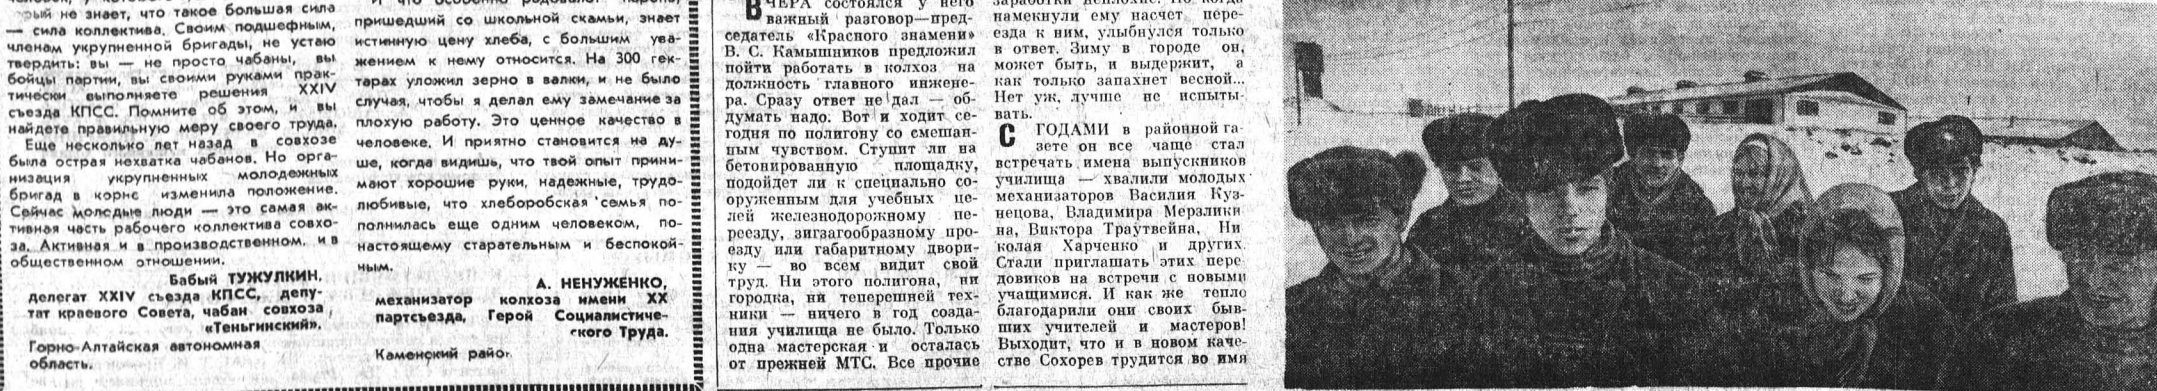 рый не знает, что такое большая сила
— сила коллектива. Своим подшефным,
членам укрупненной бригады, не устаю
твердить: вы — не просто чабаны, вы
бойцы партии, вы своими руками прак-
тически выполняете решения XXIV
съезда КПСС. Помните об этом, и вы
найдете правильную меру своего труда.
Еще несколько лет назад в совхозе
была острая нехватка чабанов. Но орга-
низация укрупненных молодежных
бригад в корне изменила положение.
Сейчас молодые люди — это самая ак-
тивная часть рабочего коллектива совхо-
за. Активная и в производственном, и в
общественном отношении.
Бабый ТУЖУЛКИН,
делегат XXIV съезда КПСС, депу-
тат краевого Совета, чабан совхоза
«Теньгинский».
Горно-Алтайская автономная
область.
пришедший со школьной скамьи, знает
истинную цену хлеба, с большим ува-
жением к нему относится. На 300 гек-
тарах уложил зерно в валки, и не было
случая, чтобы я делал ему замечание за
плохую работу. Это ценное качество в
человеке. И приятно становится на ду-
ше, когда видишь, что твой опыт прини-
мают хорошие руки, надежные, трудо-
любивые, что хлеборобская семья по-
полнилась еще одним человеком, по-
настоящему старательным и беспокой-
ным.
А. НЕНУЖЕНКО,
механизатор колхоза имени XX
партсъезда, Герой Социалистиче-
ского Труда.
Каменский район
ВЧЕРА состоялся у него
важный разговор—пред-
седатель «Красного знамени»
В. С. Камышников предложил
пойти работать в колхоз на
должность главного инжене-
ра. Сразу ответ не дал — об-
думать надо. Вот и ходит се-
годня по полигону со смешан-
ным чувством. Ступит ли на
бетонированную площадку,
подойдет ли к специально со-
оруженным для учебных це-
лей железнодорожному пе-
реезду, зигзагообразному про-
езду или габаритному двори-
ку — во всем видит свой
труд. Ни этого полигона, ни
городка, ни теперешней тех-
ники — ничего в год созда-
ния училища не было. Только
одна мастерская и осталась
от прежней МТС. Все прочие
намекнули ему насчет пере-
езда к ним, улыбнулся только
в ответ. Зиму в городе он,
может быть, и выдержит, а
как только запахнет весной...
Нет уж, лучше не испыты-
вать.
С ГОДАМИ в районной га-
зете он все чаще стал
встречать имена выпускников
училища — хвалили молодых
механизаторов Василия Куз-
нецова, Владимира Мерзлики
на, Виктора Траутвейна, Ни
колая Харченко и других.
Стали приглашать этих пере
довиков на встречи с новыми
учащимися. И как же тепло
благодарили они своих быв-
ших учителей и мастеров!
Выходит, что и в новом каче-
стве Сохорев трудится во имя